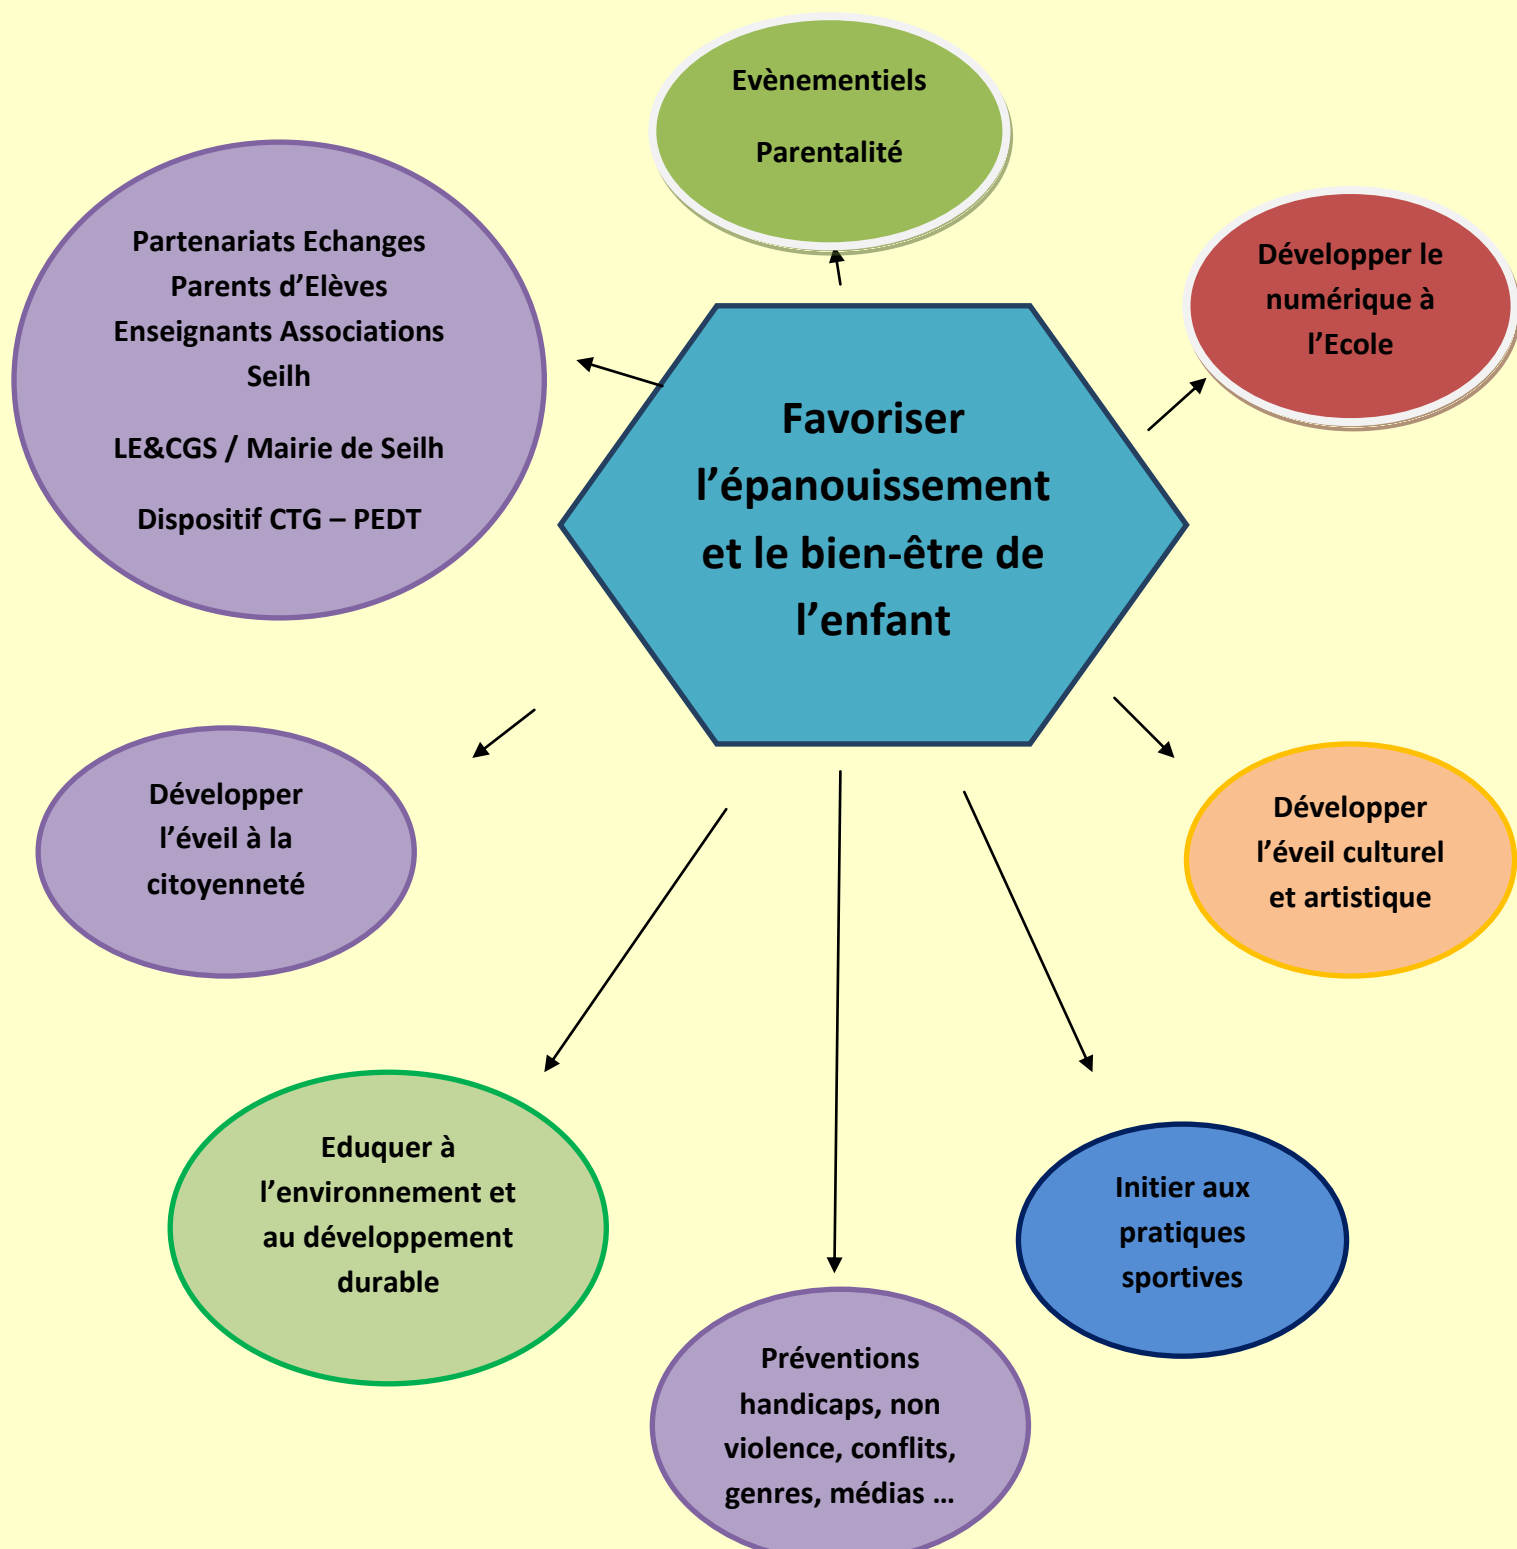 Evènementiels
Parentalité
Partenariats Echanges
Parents d’Elèves
Enseignants Associations
Seilh
LE&CGS / Mairie de Seilh
Dispositif CTG – PEDT
Développer le
numérique à
l’Ecole
Favoriser
l’épanouissement
et le bien-être de
l’enfant
Développer
l’éveil à la
citoyenneté
Développer
l’éveil culturel
et artistique
Eduquer à
l’environnement et
au développement
durable
Initier aux
pratiques
sportives
Préventions
handicaps, non
violence, conflits,
genres, médias ...